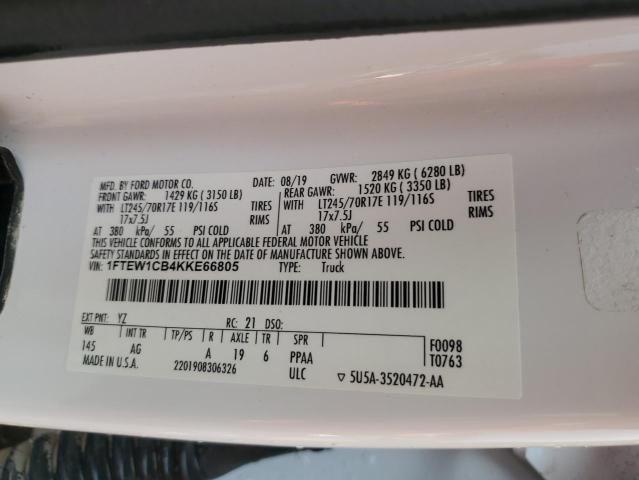 MFD. BY FORD MOTOR CO. DATE: 08/19 GVWR: 2849 KG ( 6280 LB)
FRONT GAWR: 1429 KG ( 3150 LB) REAR GAWR: 1520 KG ( 3350 LB)
WITH LT245/70R17E 119/116S TIRES WITH LT245/70R17E 119/116S TIRES
17x7.5J RIMS 17x7.5J RIMS
AT 380 kPa/ 55 PSI COLD AT 380 kPa/ 55 PSI COLD
THIS VEHICLE CONFORMS TO ALL APPLICABLE FEDERAL MOTOR VEHICLE
SAFETY STANDARDS IN EFFECT ON THE DATE OF MANUFACTURE SHOWN ABOVE.
VIN: 1FTEW1CB4KKE66805 TYPE: Truck
EXT PNT: YZ RC: 21 DSO:
WB INT TR TP/PS R AXLE TR SPR F0098
145 AG A 19 6 PPAA T0763
MADE IN U.S.A. 2201908306326 ULC ▽ 5U5A-3520472-AA